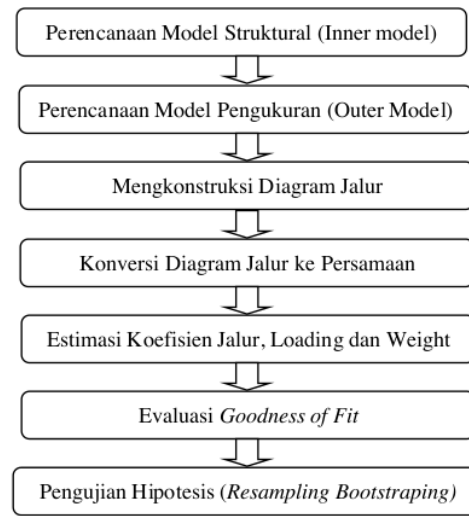 Perencanaan Model Struktural (Inner model)
Perencanaan Model Pengukuran (Outer Model)
Mengkonstruksi Diagram Jalur
Konversi Diagram Jalur ke Persamaan
Estimasi Koefisien Jalur, Loading dan Weight
Evaluasi Goodness of Fit
Pengujian Hipotesis (Resampling Bootstraping)